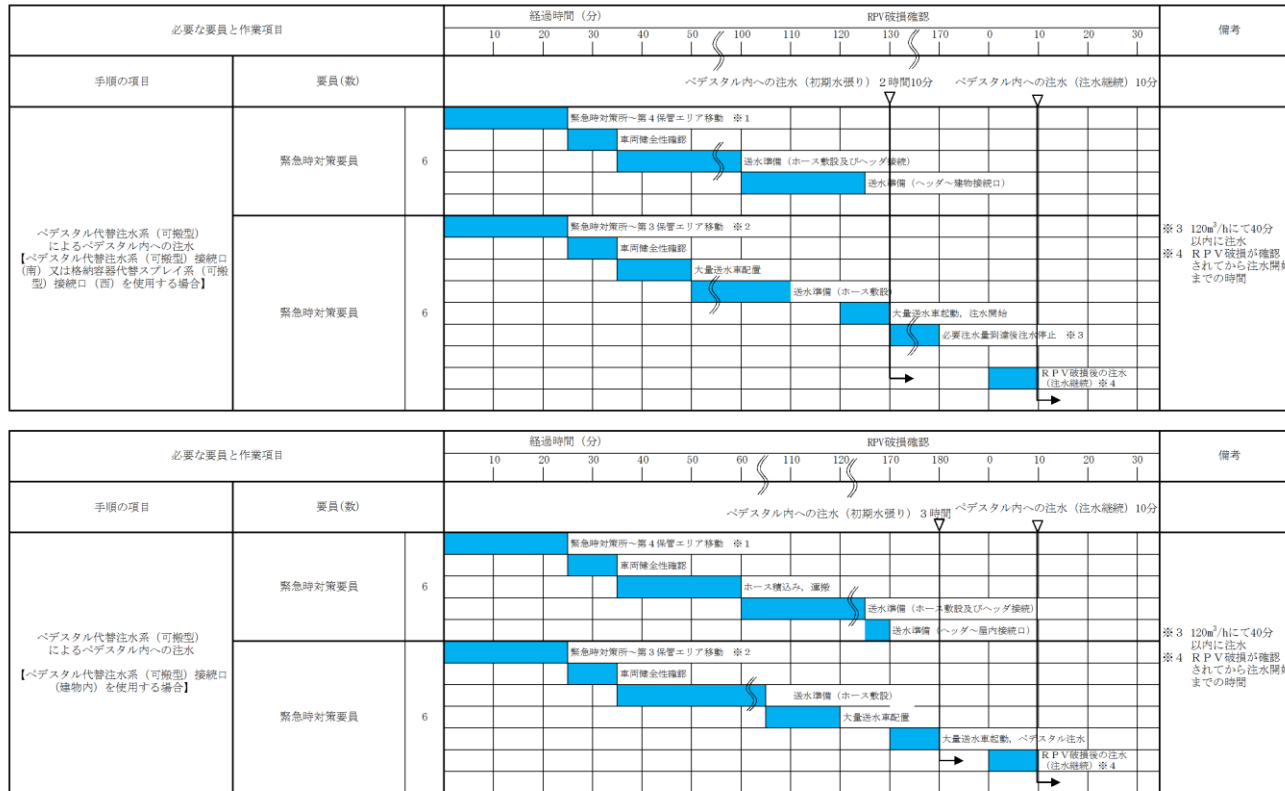 必要な要員と作業項目
経過時間（分）
RPV破損確認
備考
10 20 30 40 50 100 110 120 130 170 0 10 20 30
手順の項目
要員(数)
ペデスタル内への注水（初期水張り）２時間10分
ペデスタル内への注水（注水継続）10分
ペデスタル代替注水系（可搬型）
によるペデスタル内への注水
【ペデスタル代替注水系（可搬型）接続口
（南）又は格納容器代替スプレイ系（可搬
型）接続口（西）を使用する場合】
緊急時対策要員
6
緊急時対策所～第４保管エリア移動　※１
車両健全性確認
送水準備（ホース敷設及びヘッダ接続）
送水準備（ヘッダ～建物接続口）
緊急時対策要員
6
緊急時対策所～第３保管エリア移動　※２
車両健全性確認
大量送水車配置
送水準備（ホース敷設）
大量送水車起動，注水開始
必要注水量到達後注水停止　※３
ＲＰＶ破損後の注水
（注水継続）※４
※３ 120m³/hにて40分
以内に注水
※４ ＲＰＶ破損が確認
されてから注水開始
までの時間
必要な要員と作業項目
経過時間（分）
RPV破損確認
備考
10 20 30 40 50 60 110 120 170 180 0 10 20 30
手順の項目
要員(数)
ペデスタル内への注水（初期水張り）３時間
ペデスタル内への注水（注水継続）10分
ペデスタル代替注水系（可搬型）
によるペデスタル内への注水
【ペデスタル代替注水系（可搬型）接続口
（建物内）を使用する場合】
緊急時対策要員
6
緊急時対策所～第４保管エリア移動　※１
車両健全性確認
ホース積込み，運搬
送水準備（ホース敷設及びヘッダ接続）
送水準備（ヘッダ～屋内接続口）
緊急時対策要員
6
緊急時対策所～第３保管エリア移動　※２
車両健全性確認
送水準備（ホース敷設）
大量送水車配置
大量送水車起動，ペデスタル注水
ＲＰＶ破損後の注水
（注水継続）※４
※３ 120m³/hにて40分
以内に注水
※４ ＲＰＶ破損が確認
されてから注水開始
までの時間